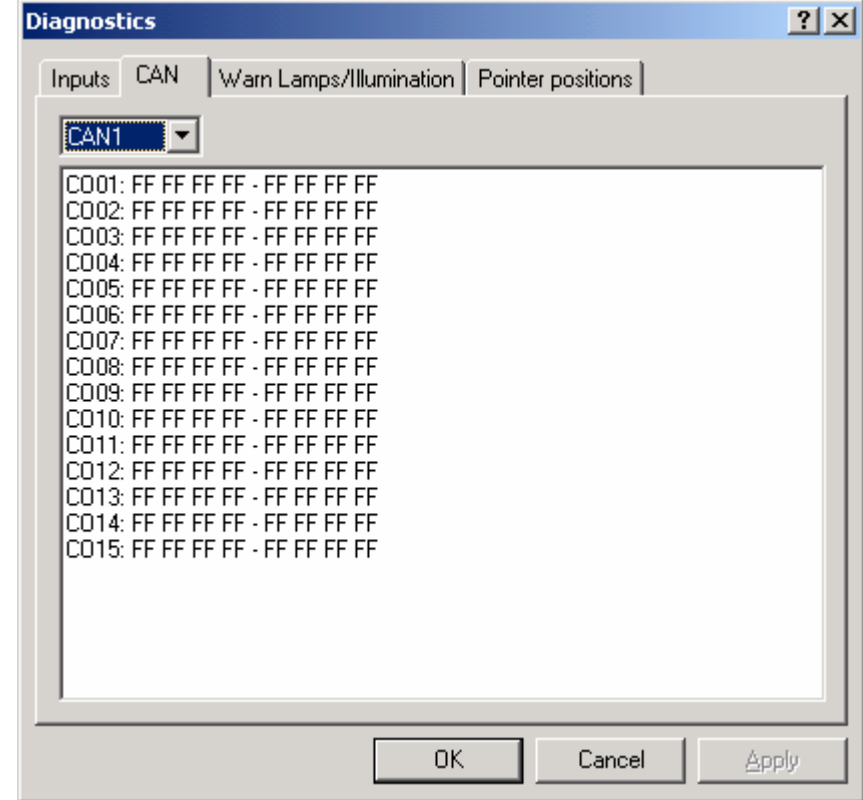 Diagnostics
Inputs CAN Warn Lamps/Illumination Pointer positions
CAN1
CO01: FF FF FF FF - FF FF FF FF
CO02: FF FF FF FF - FF FF FF FF
CO03: FF FF FF FF - FF FF FF FF
CO04: FF FF FF FF - FF FF FF FF
CO05: FF FF FF FF - FF FF FF FF
CO06: FF FF FF FF - FF FF FF FF
CO07: FF FF FF FF - FF FF FF FF
CO08: FF FF FF FF - FF FF FF FF
CO09: FF FF FF FF - FF FF FF FF
CO10: FF FF FF FF - FF FF FF FF
CO11: FF FF FF FF - FF FF FF FF
CO12: FF FF FF FF - FF FF FF FF
CO13: FF FF FF FF - FF FF FF FF
CO14: FF FF FF FF - FF FF FF FF
CO15: FF FF FF FF - FF FF FF FF
OK Cancel Apply